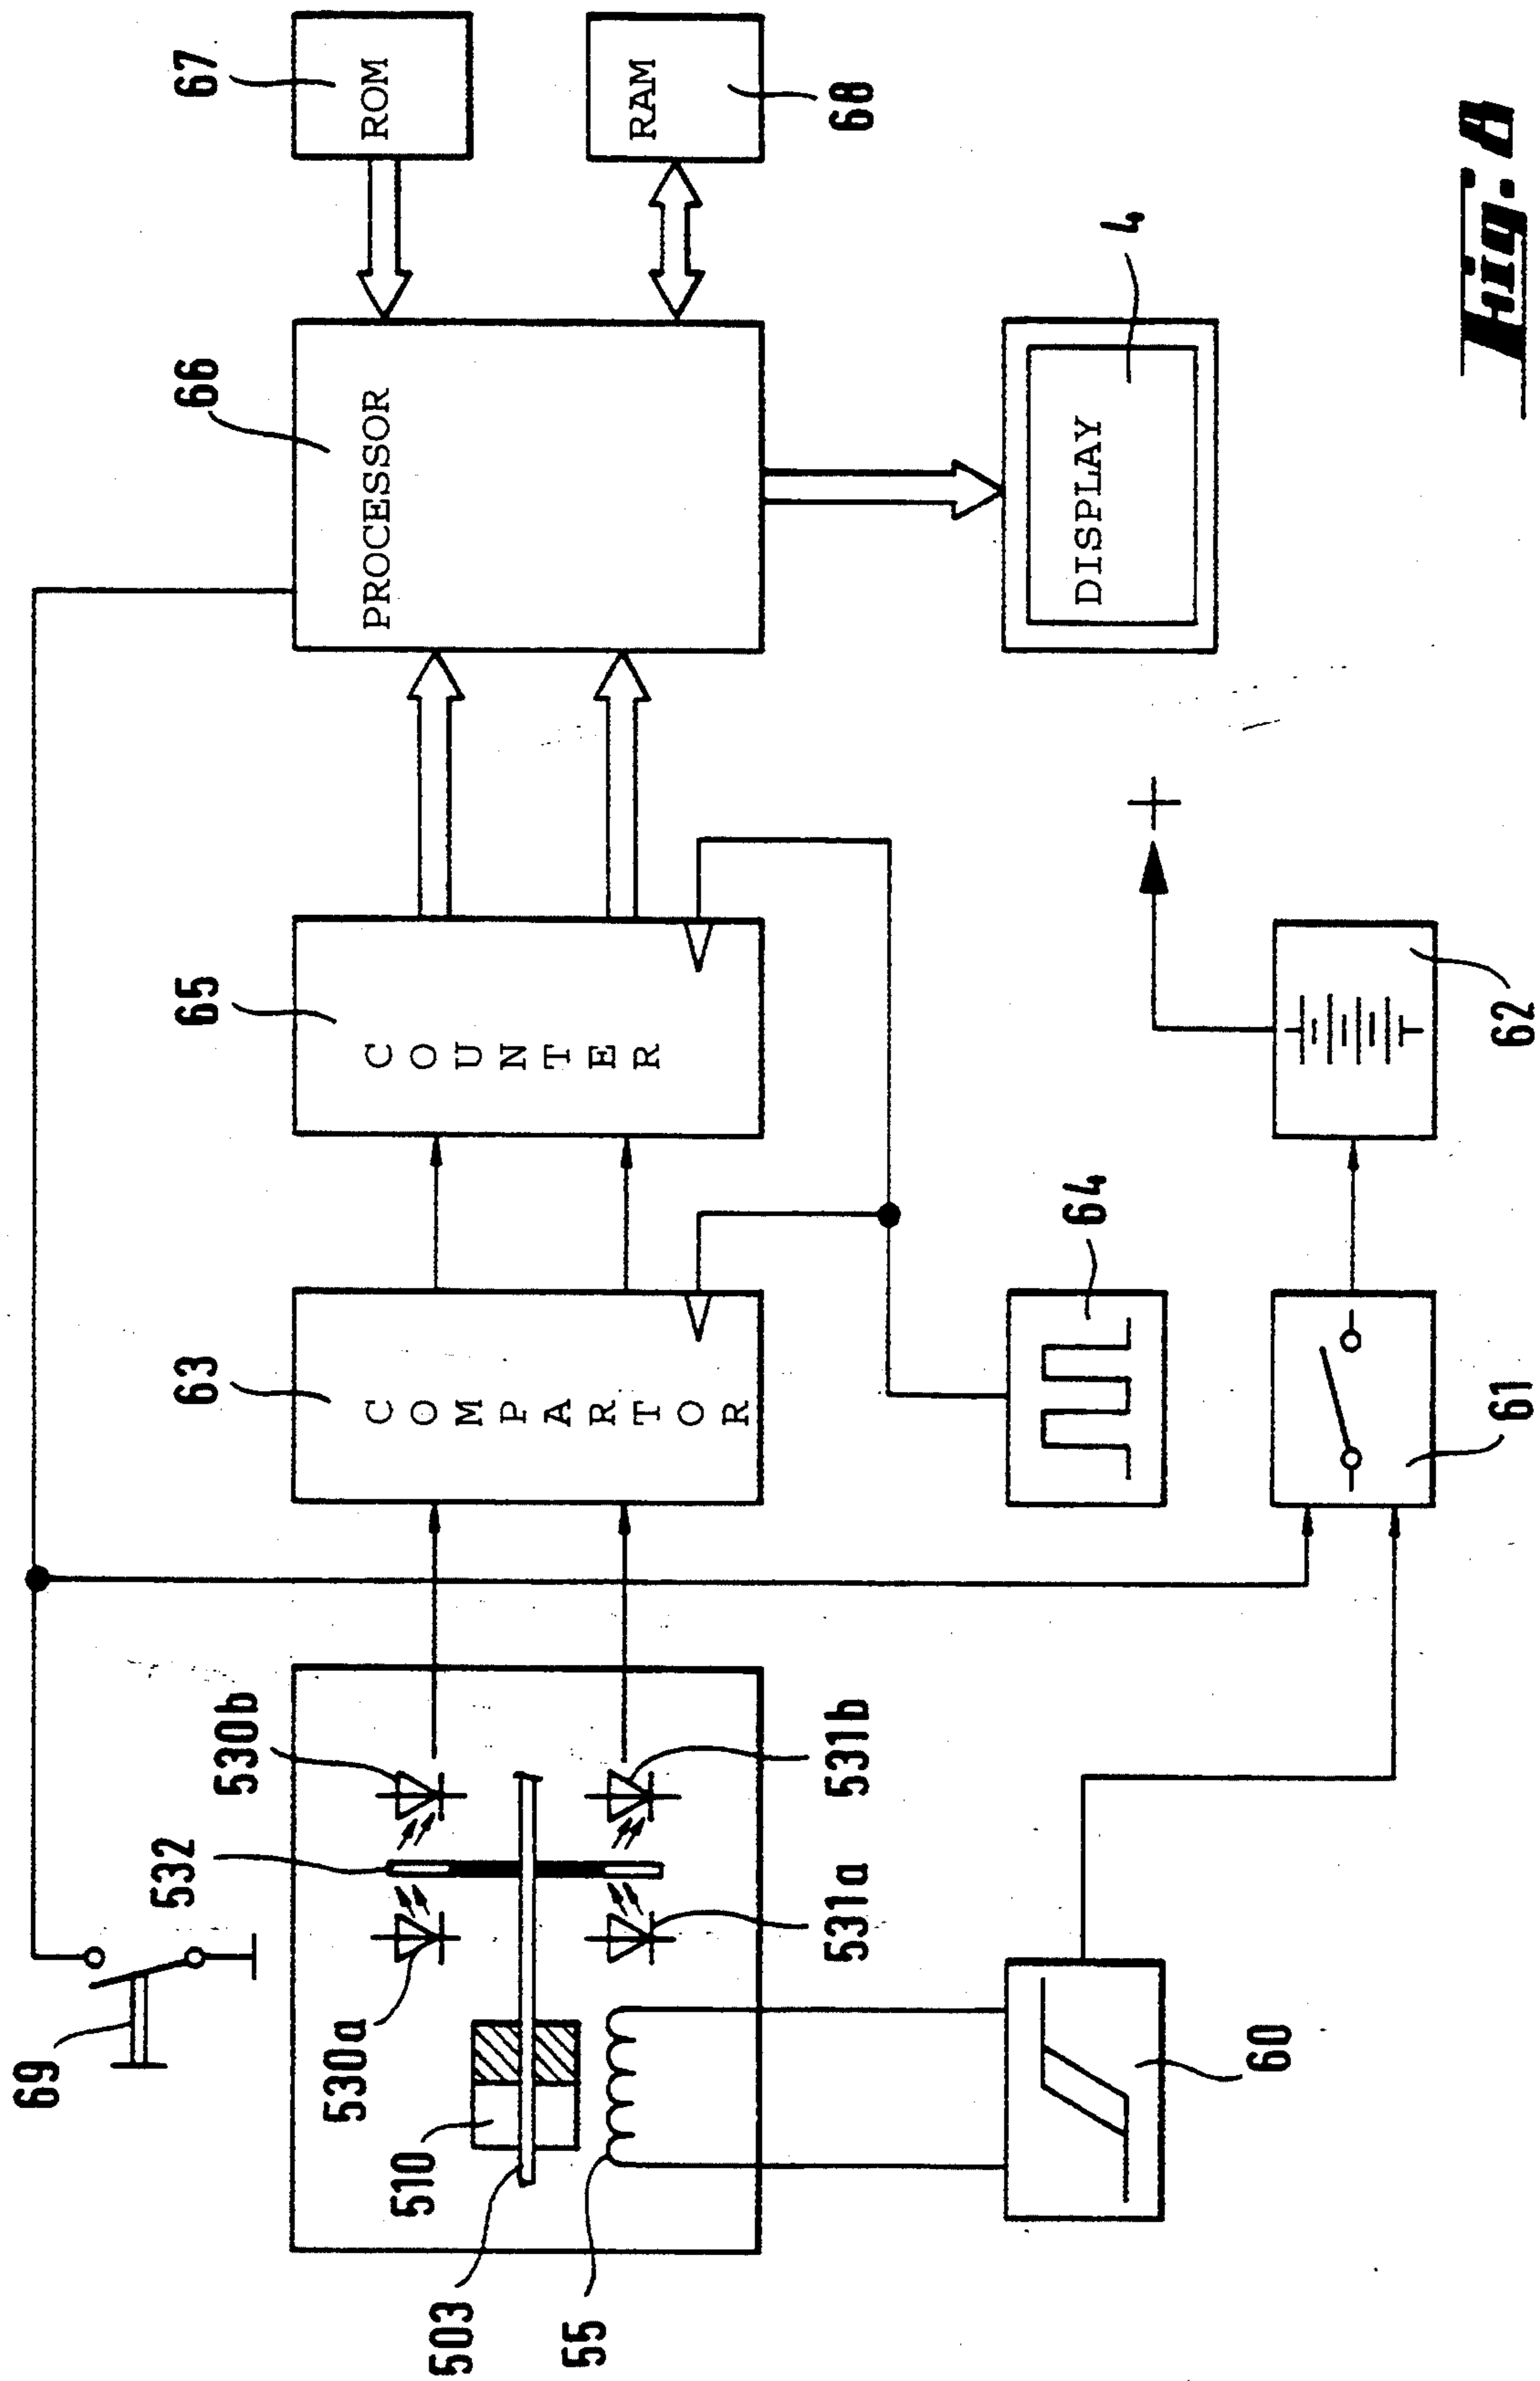 69
532
530b
63
65
66
67
530a
510
503
55
531a
531b
COMPARTOR
COUNTER
PROCESSOR
ROM
RAM
68
60
64
61
62
+
DISPLAY
4
Fig. 8